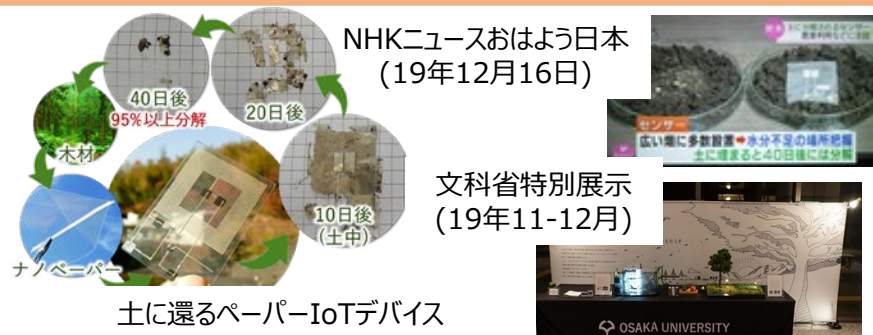 NHKニュースおはよう日本
(19年12月16日)
40日後
95%以上分解
20日後
10日後
(土中)
木材
ナノペーパー
土に還るペーパーIoTデバイス
センサー
広い畑に多数設置➡水分不足の場所把握
土に埋まると40日後には分解
文科省特別展示
(19年11-12月)
OSAKA UNIVERSITY